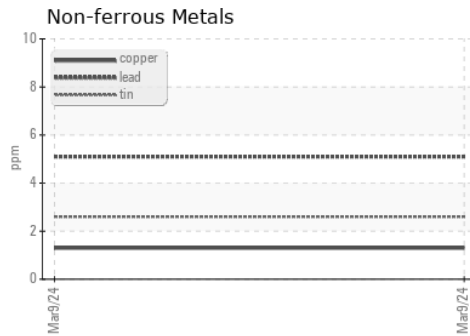 Non-ferrous Metals
10
copper
lead
tin
8
6
ppm
4
2
0
Mar9/24
Mar9/24